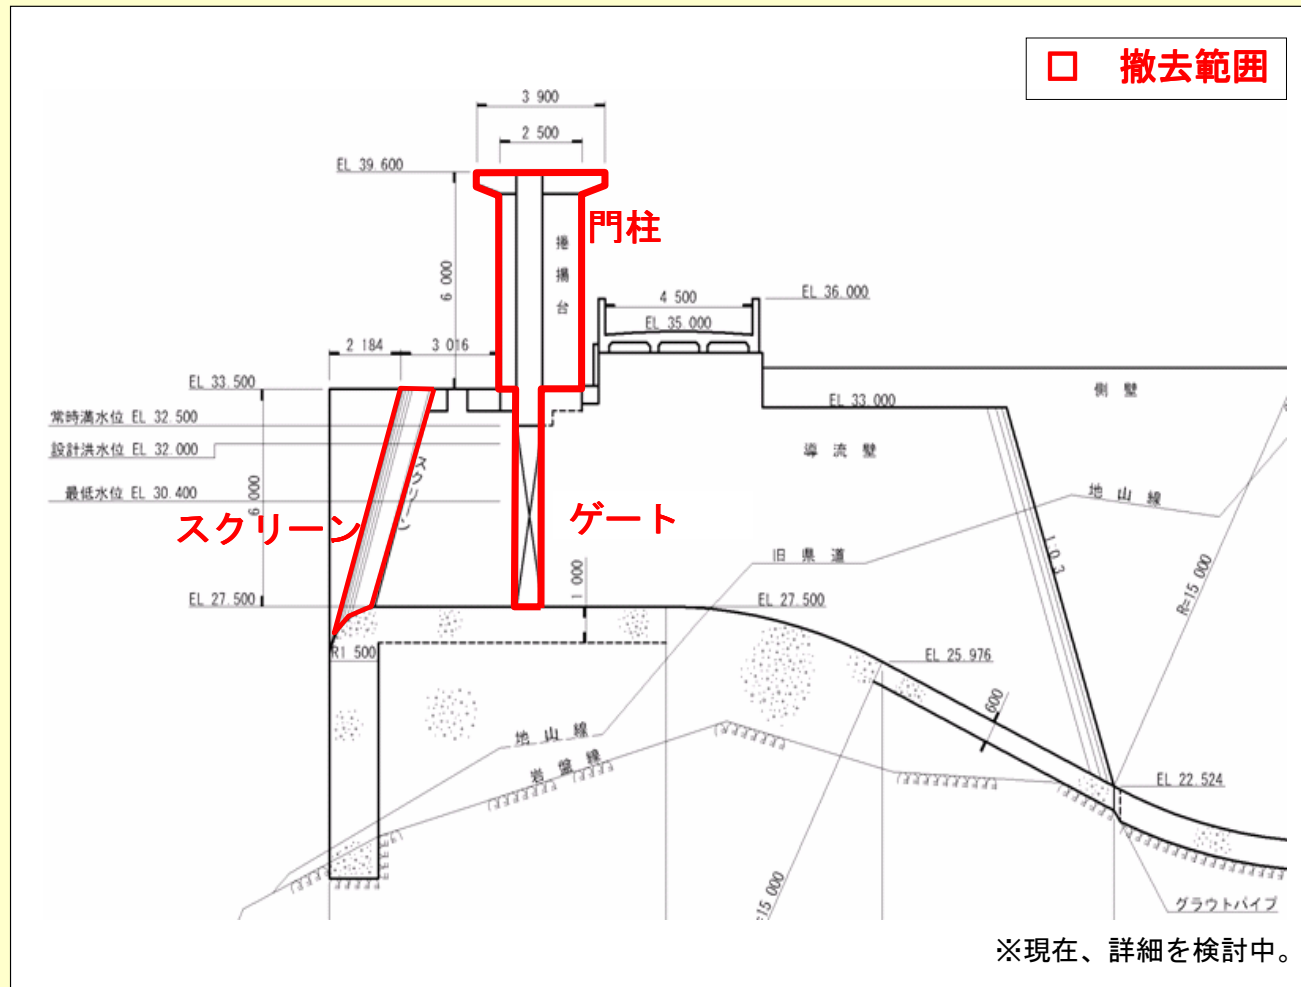 □ 撤去範囲
3 900
2 500
EL 39.600
門柱
捲揚台
6 000
EL 36.000
4 500
EL 35.000
2 184
3 016
EL 33.500
側壁
EL 33.000
常時満水位 EL 32.500
設計洪水位 EL 32.000
導流壁
最低水位 EL 30.400
6 000
スクリーン
スクリーン
ゲート
地山線
旧県道
1:0.3
1 000
R=15 000
EL 27.500
EL 27.500
R1 500
EL 25.976
600
地山線
岩盤線
EL 22.524
=15 000
グラウトパイプ
※現在、詳細を検討中。